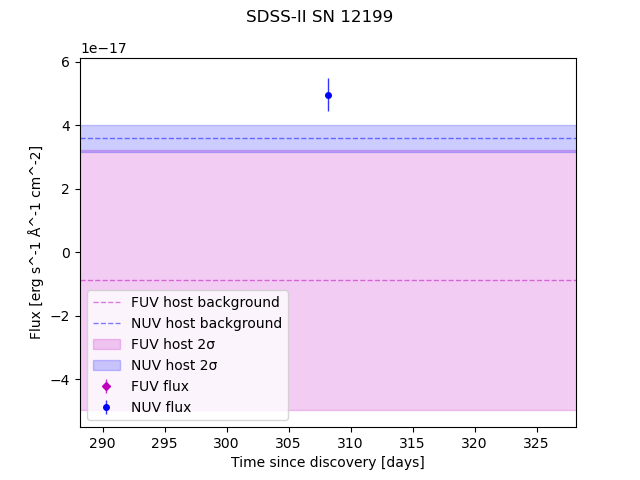 SDSS-II SN 12199
1e−17
6
4
2
0
−2
−4
Flux [erg s^-1 Å^-1 cm^-2]
FUV host background
NUV host background
FUV host 2σ
NUV host 2σ
FUV flux
NUV flux
290 295 300 305 310 315 320 325
Time since discovery [days]